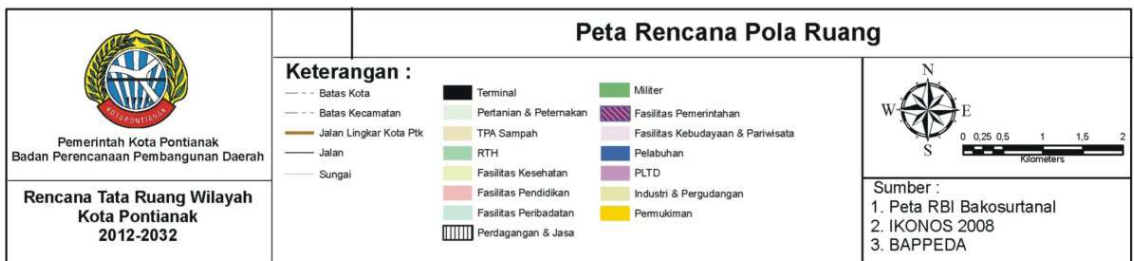 Peta Rencana Pola Ruang
KOTA PONTIANAK
Pemerintah Kota Pontianak
Badan Perencanaan Pembangunan Daerah
Rencana Tata Ruang Wilayah
Kota Pontianak
2012-2032
Keterangan :
Batas Kota
Batas Kecamatan
Jalan Lingkar Kota Ptk
Jalan
Sungai
Terminal
Pertanian & Peternakan
TPA Sampah
RTH
Fasilitas Kesehatan
Fasilitas Pendidikan
Fasilitas Peribadatan
Perdagangan & Jasa
Militer
Fasilitas Pemerintahan
Fasilitas Kebudayaan & Pariwisata
Pelabuhan
PLTD
Industri & Pergudangan
Permukiman
N
W E
S
0 0,25 0,5 1 1,5 2
Kilometers
Sumber :
1. Peta RBI Bakosurtanal
2. IKONOS 2008
3. BAPPEDA